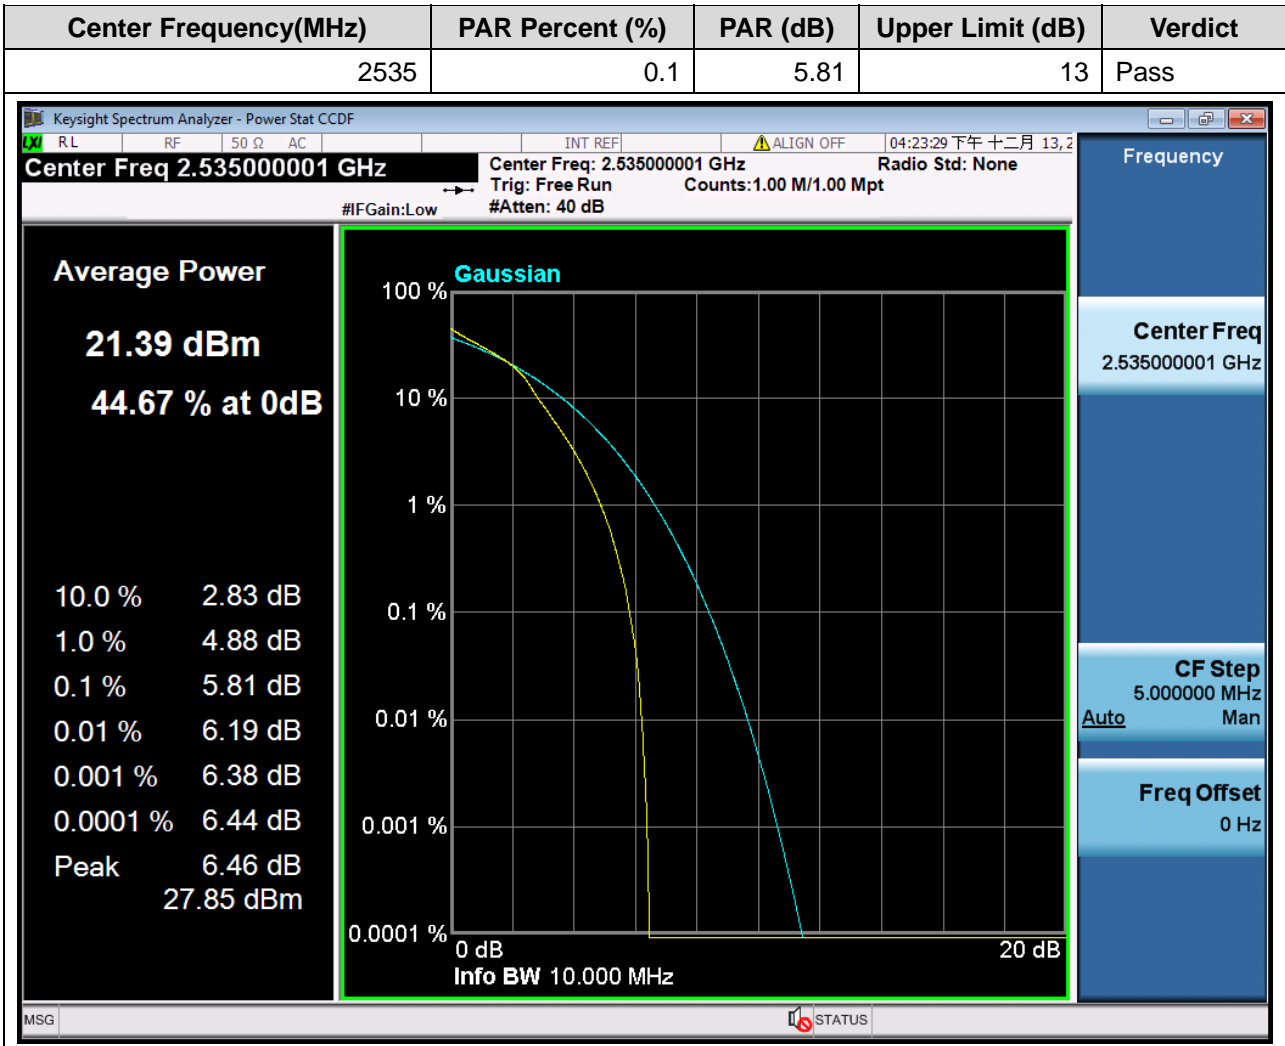 Center Frequency(MHz) PAR Percent (%) PAR (dB) Upper Limit (dB) Verdict
2535 0.1 5.81 13 Pass
Keysight Spectrum Analyzer - Power Stat CCDF
LXI RL RF 50 Ω AC INT REF ALIGN OFF 04:23:29 下午 十二月 13, 2
Center Freq 2.535000001 GHz
Center Freq: 2.535000001 GHz Radio Std: None
Trig: Free Run Counts:1.00 M/1.00 Mpt
#IFGain:Low #Atten: 40 dB
Average Power
21.39 dBm
44.67 % at 0dB
10.0 % 2.83 dB
1.0 % 4.88 dB
0.1 % 5.81 dB
0.01 % 6.19 dB
0.001 % 6.38 dB
0.0001 % 6.44 dB
Peak 6.46 dB
27.85 dBm
Gaussian
100 %
10 %
1 %
0.1 %
0.01 %
0.001 %
0.0001 %
0 dB 20 dB
Info BW 10.000 MHz
Frequency
Center Freq
2.535000001 GHz
CF Step
5.000000 MHz
Auto Man
Freq Offset
0 Hz
MSG STATUS